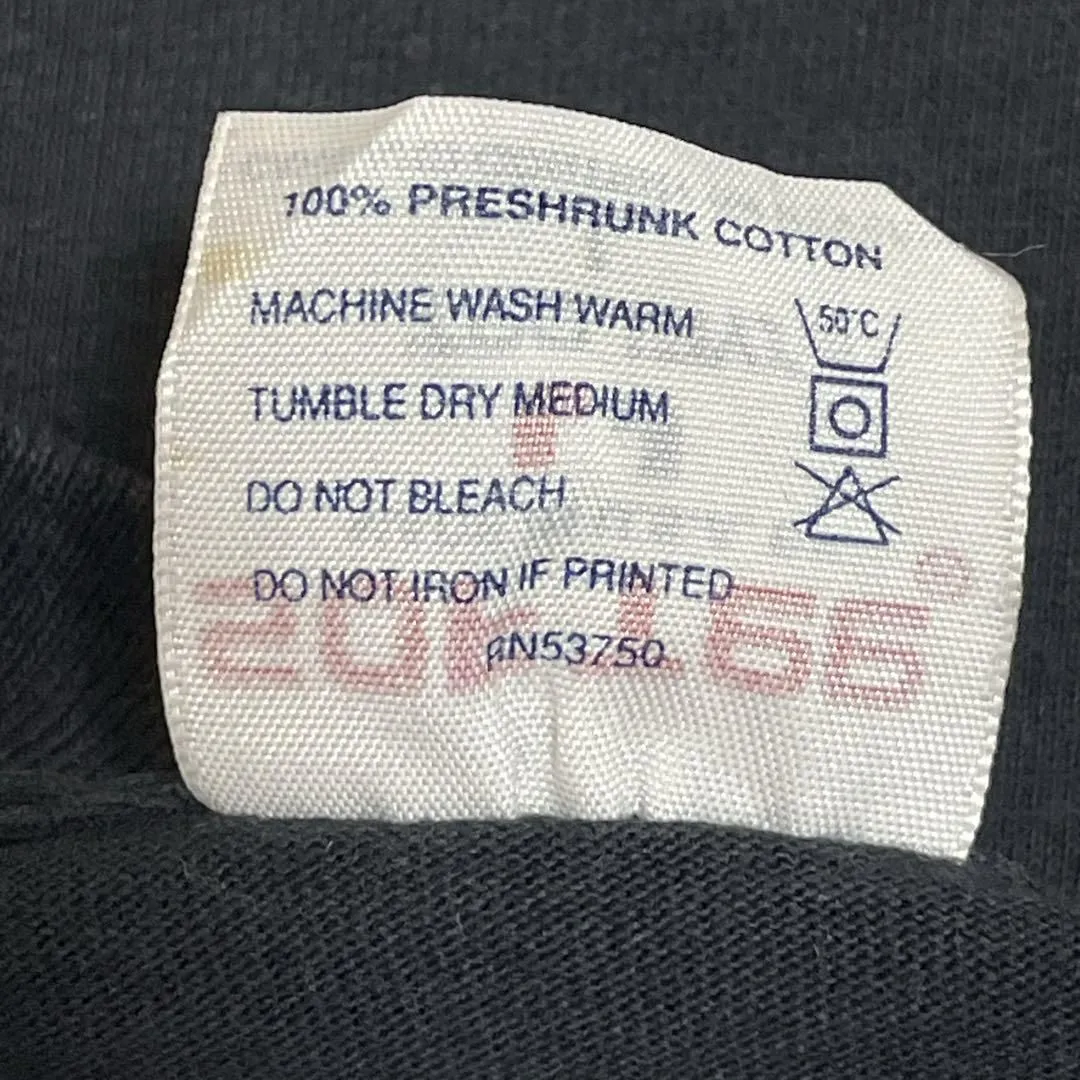 100% PRESHRUNK COTTON
MACHINE WASH WARM
50°C
TUMBLE DRY MEDIUM
DO NOT BLEACH
DO NOT IRON IF PRINTED
RN53750